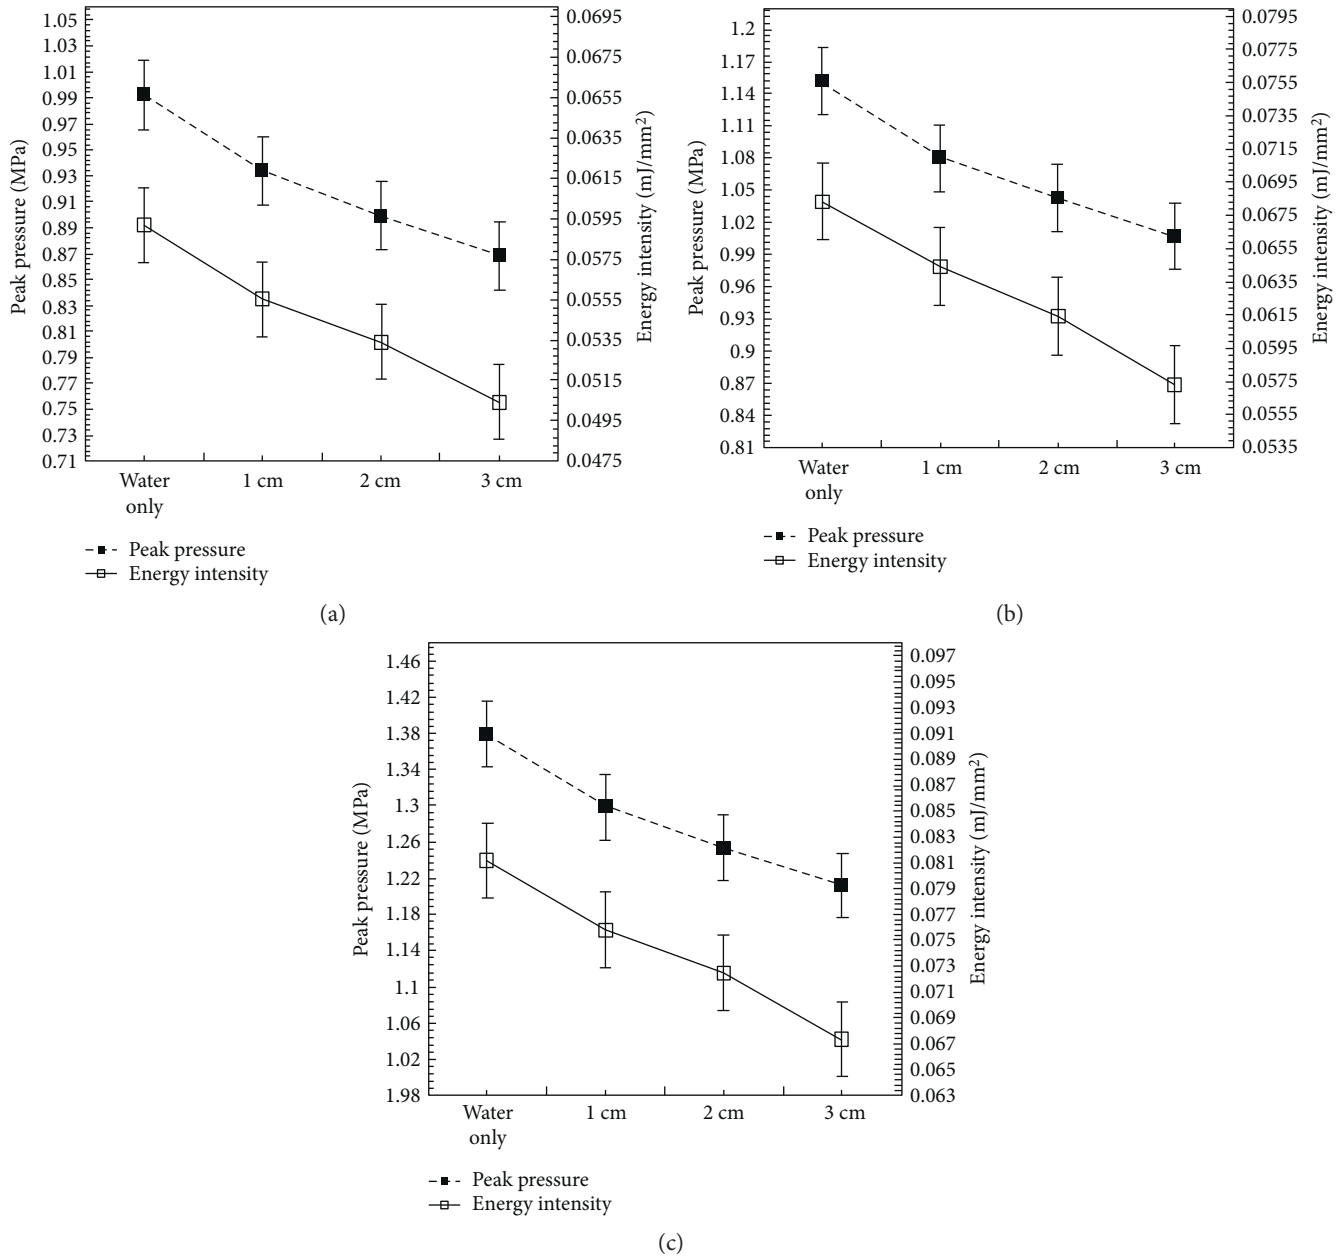 1.05
1.03
1.01
0.99
0.97
0.95
0.93
0.91
0.89
0.87
0.85
0.83
0.81
0.79
0.77
0.75
0.73
0.71
Peak pressure (MPa)
0.0695
0.0675
0.0655
0.0635
0.0615
0.0595
0.0575
0.0555
0.0535
0.0515
0.0495
0.0475
Energy intensity (mJ/mm²)
Water
only
1 cm
2 cm
3 cm
Peak pressure
Energy intensity
(a)
1.2
1.17
1.14
1.11
1.08
1.05
1.02
0.99
0.96
0.93
0.9
0.87
0.84
0.81
Peak pressure (MPa)
0.0795
0.0775
0.0755
0.0735
0.0715
0.0695
0.0675
0.0655
0.0635
0.0615
0.0595
0.0575
0.0555
0.0535
Energy intensity (mJ/mm²)
Water
only
1 cm
2 cm
3 cm
Peak pressure
Energy intensity
(b)
1.46
1.42
1.38
1.34
1.3
1.26
1.22
1.18
1.14
1.1
1.06
1.02
1.98
Peak pressure (MPa)
0.097
0.095
0.093
0.091
0.089
0.087
0.085
0.083
0.081
0.079
0.077
0.075
0.073
0.071
0.069
0.067
0.065
0.063
Energy intensity (mJ/mm²)
Water
only
1 cm
2 cm
3 cm
Peak pressure
Energy intensity
(c)